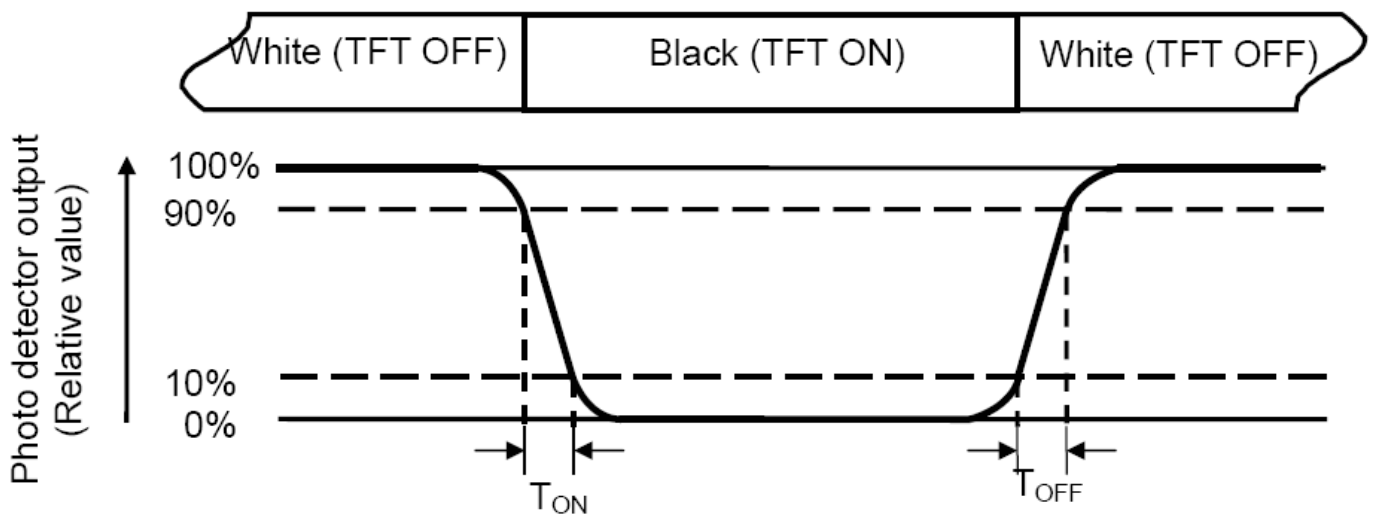 White (TFT OFF)
Black (TFT ON)
White (TFT OFF)
Photo detector output
(Relative value)
100%
90%
10%
0%
TON
TOFF